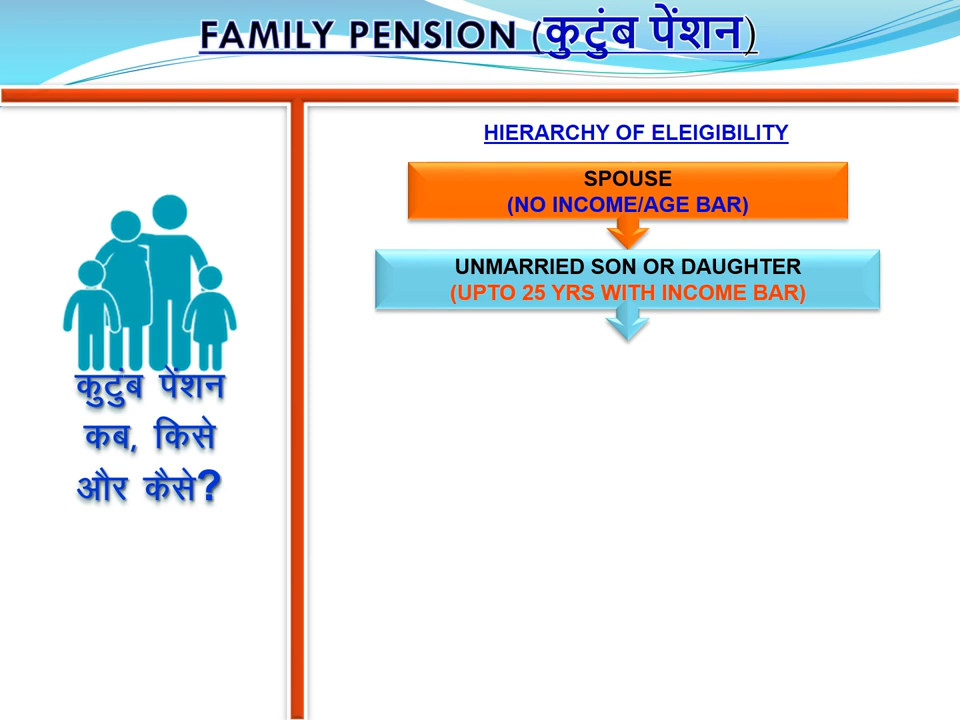 FAMILY PENSION (कुटुंब पेंशन)
HIERARCHY OF ELEIGIBILITY
SPOUSE
(NO INCOME/AGE BAR)
UNMARRIED SON OR DAUGHTER
(UPTO 25 YRS WITH INCOME BAR)
कुटुंब पेंशन
कब, किसे
और कैसे?